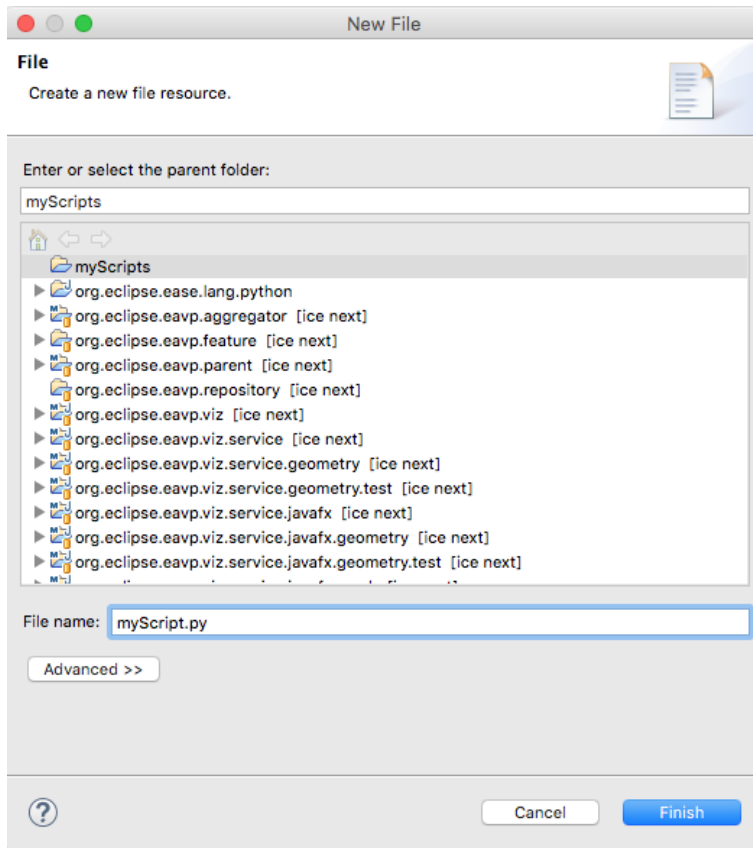 New File
File
Create a new file resource.
Enter or select the parent folder:
myScripts
myScripts
org.eclipse.ease.lang.python
org.eclipse.eavp.aggregator [ice next]
org.eclipse.eavp.feature [ice next]
org.eclipse.eavp.parent [ice next]
org.eclipse.eavp.repository [ice next]
org.eclipse.eavp.viz [ice next]
org.eclipse.eavp.viz.service [ice next]
org.eclipse.eavp.viz.service.geometry [ice next]
org.eclipse.eavp.viz.service.geometry.test [ice next]
org.eclipse.eavp.viz.service.javafx [ice next]
org.eclipse.eavp.viz.service.javafx.geometry [ice next]
org.eclipse.eavp.viz.service.javafx.geometry.test [ice next]
File name: myScript.py
Advanced >>
? Cancel Finish